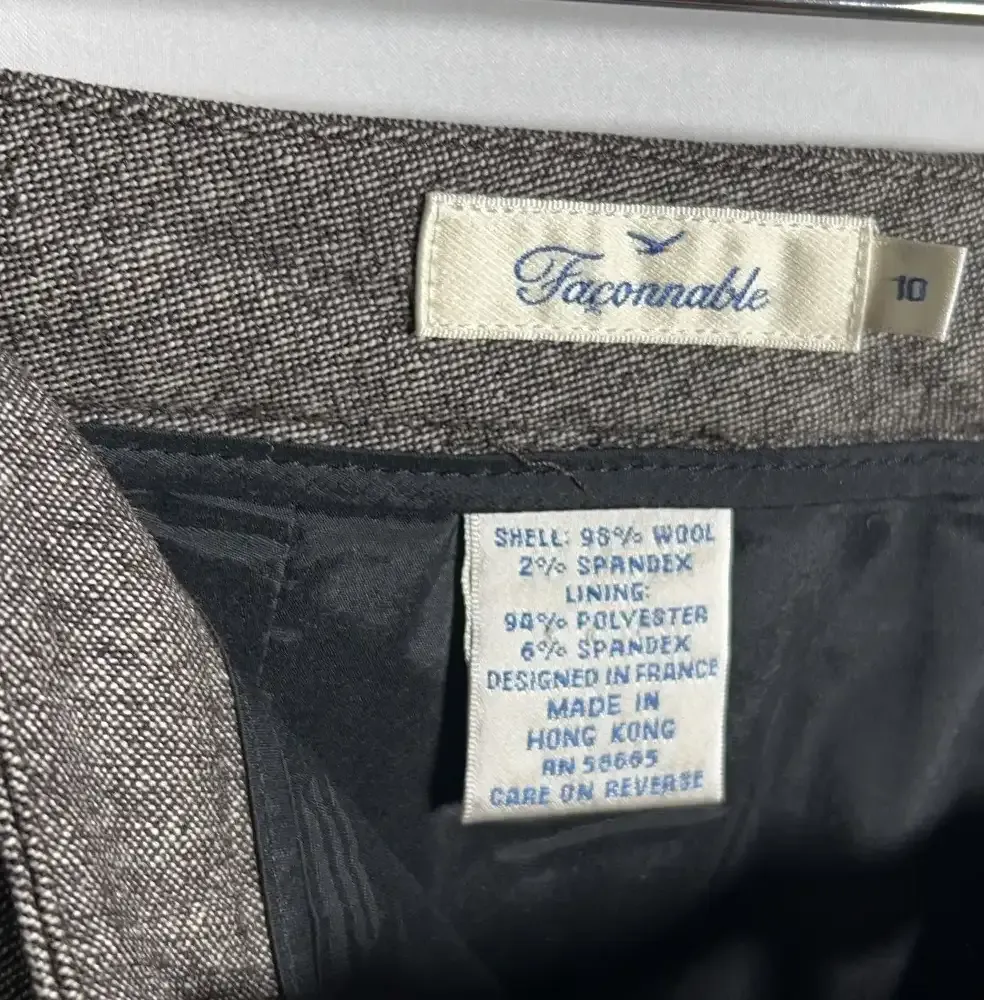 Façonnable
10
SHELL: 98% WOOL
2% SPANDEX
LINING:
94% POLYESTER
6% SPANDEX
DESIGNED IN FRANCE
MADE IN
HONG KONG
RN 56665
CARE ON REVERSE